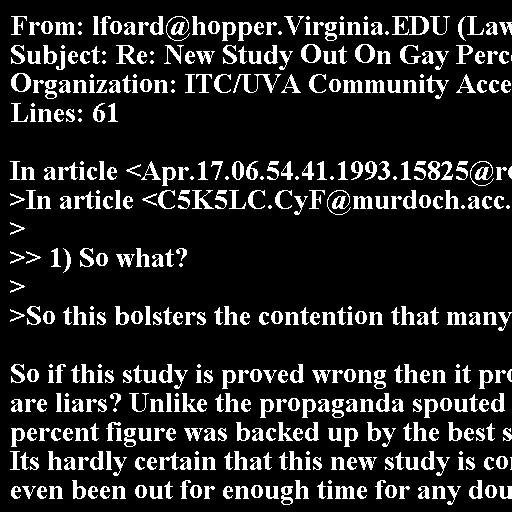 From: lfoard@hopper.Virginia.EDU (Law
Subject: Re: New Study Out On Gay Perc
Organization: ITC/UVA Community Acce
Lines: 61

In article <Apr.17.06.54.41.1993.15825@r
>In article <C5K5LC.CyF@murdoch.acc.
>
>> 1) So what?
>
>So this bolsters the contention that many

So if this study is proved wrong then it pro
are liars? Unlike the propaganda spouted
percent figure was backed up by the best s
Its hardly certain that this new study is co
even been out for enough time for any dou